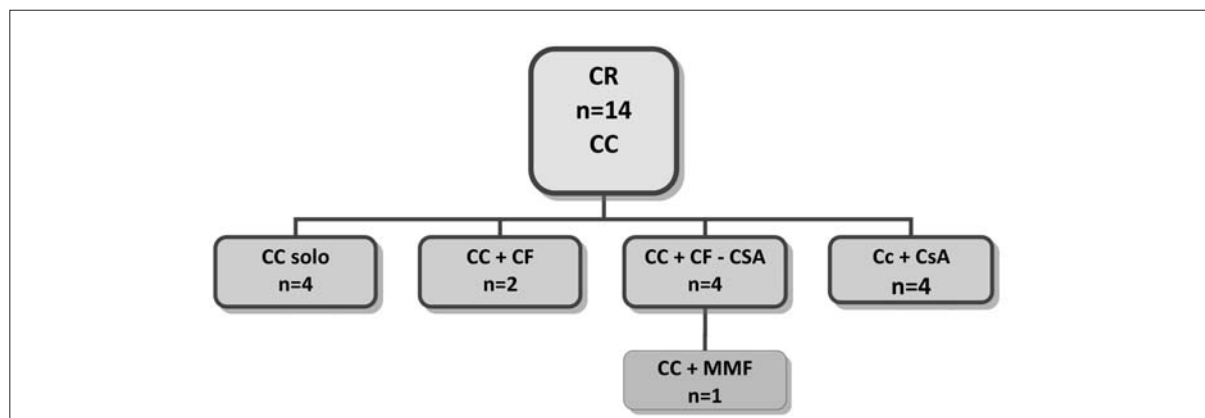 CR
n=14
CC
CC solo
n=4
CC + CF
n=2
CC + CF - CSA
n=4
Cc + CsA
n=4
CC + MMF
n=1